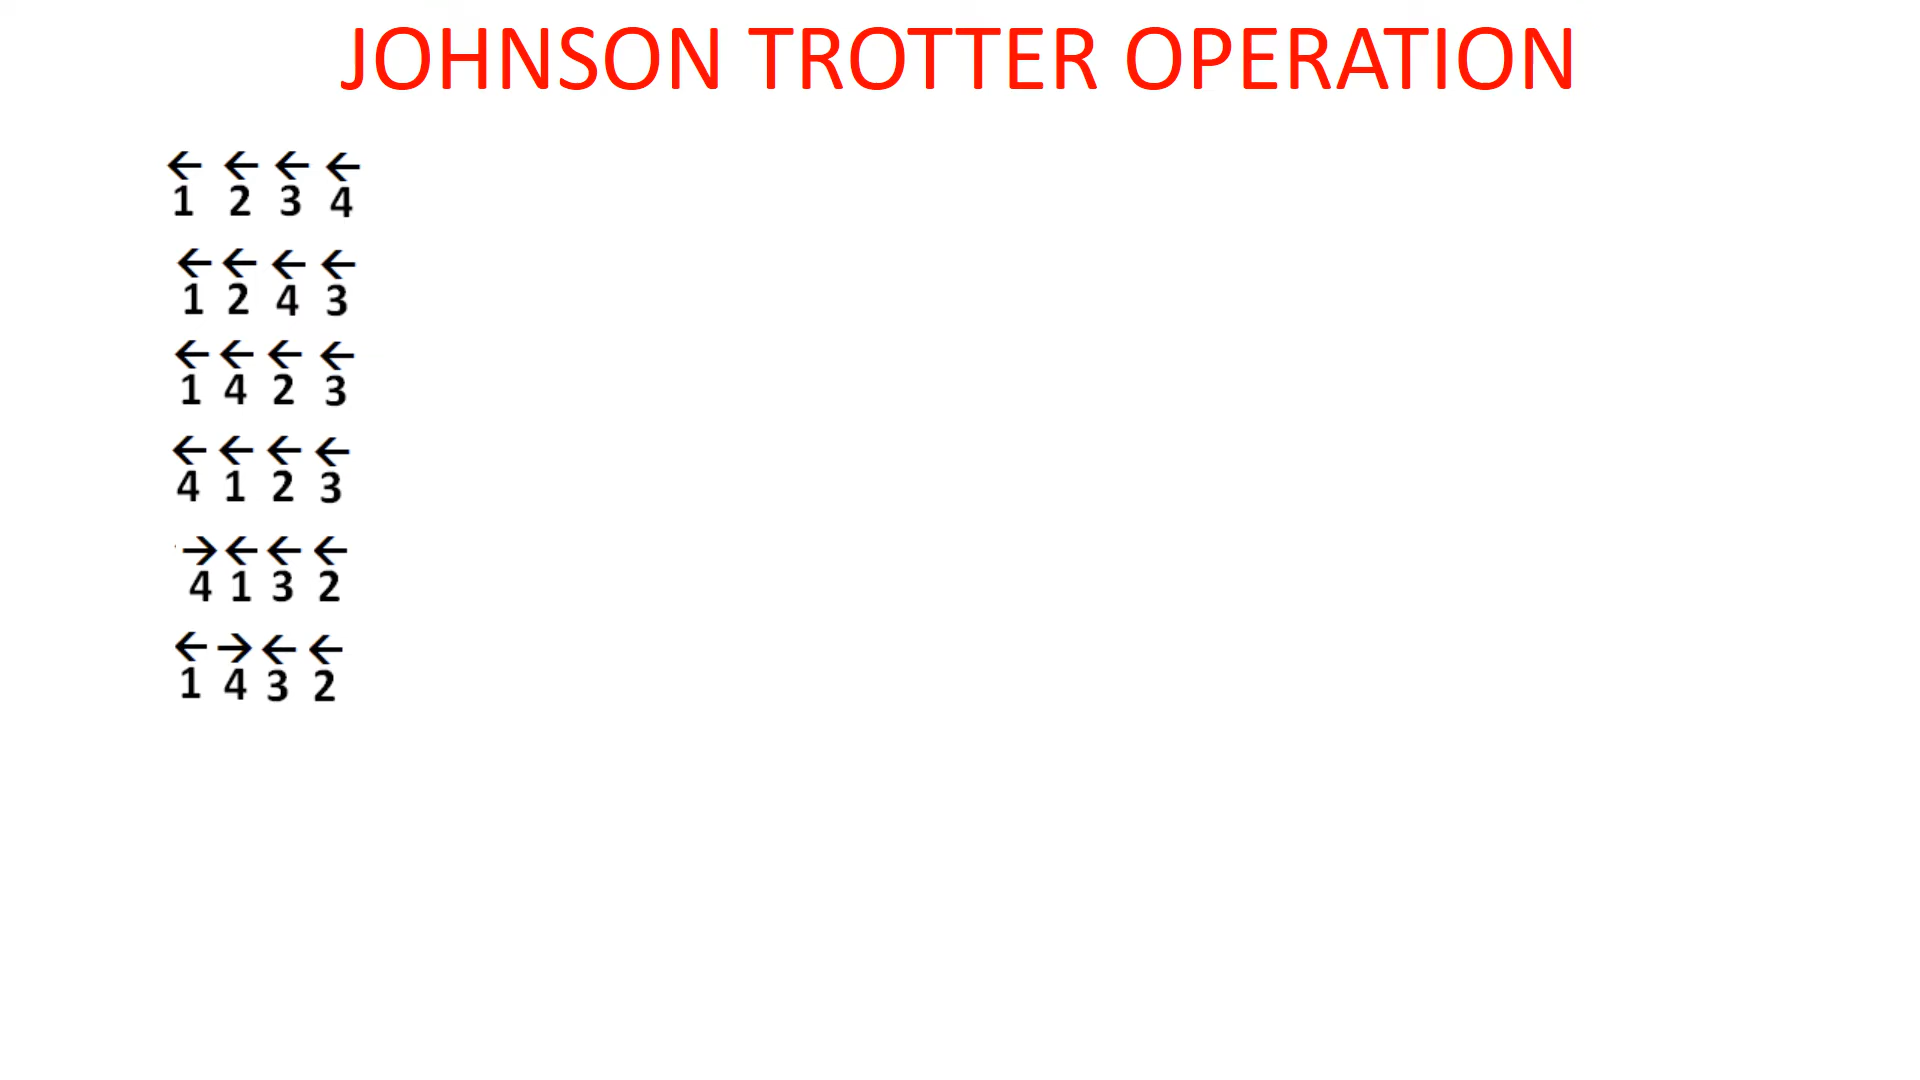 JOHNSON TROTTER OPERATION
← ← ← ←
1 2 3 4
← ← ← ←
1 2 4 3
← ← ← ←
1 4 2 3
← ← ← ←
4 1 2 3
→ ← ← ←
4 1 3 2
← → ← ←
1 4 3 2